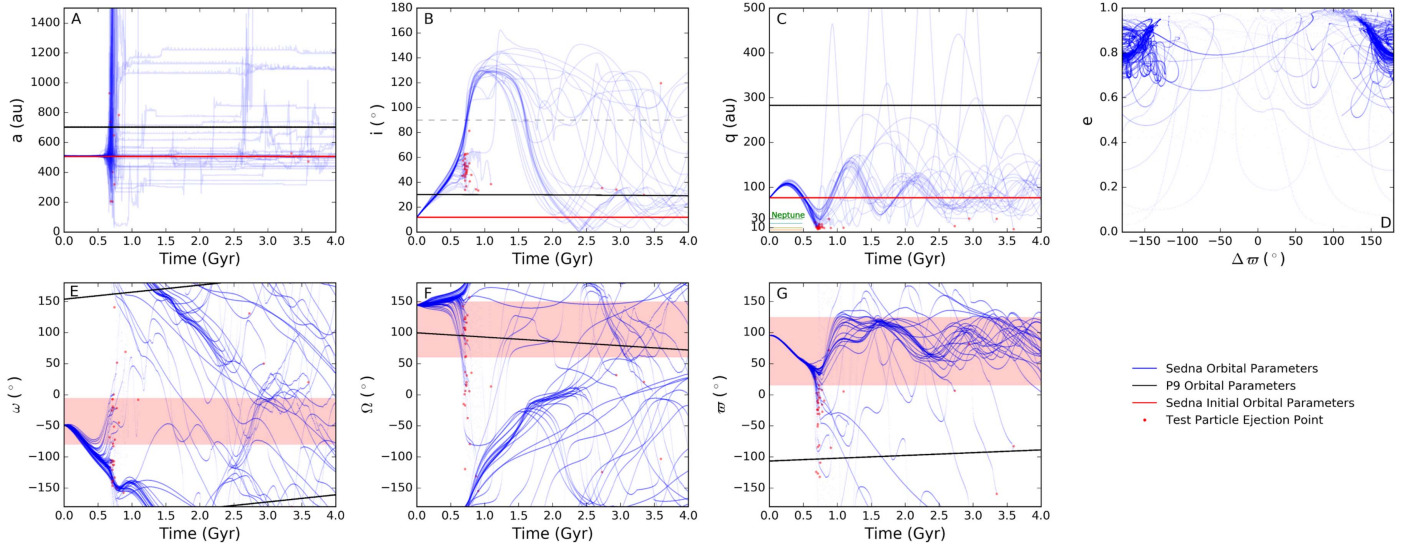 A
1500
1400
1300
1200
1100
1000
900
800
700
600
500
400
300
200
100
0
a (au)
0.0 0.5 1.0 1.5 2.0 2.5 3.0 3.5 4.0
Time (Gyr)
B
180
160
140
120
100
80
60
40
20
0
i (°)
0.0 0.5 1.0 1.5 2.0 2.5 3.0 3.5 4.0
Time (Gyr)
C
500
400
300
200
100
30
10
q (au)
Neptune
0.0 0.5 1.0 1.5 2.0 2.5 3.0 3.5 4.0
Time (Gyr)
1.0
0.8
0.6
0.4
0.2
0.0
e
D
−150 −100 −50 0 50 100 150
Δϖ (°)
E
150
100
50
0
−50
−100
−150
ω (°)
0.0 0.5 1.0 1.5 2.0 2.5 3.0 3.5 4.0
Time (Gyr)
F
150
100
50
0
−50
−100
−150
Ω (°)
0.0 0.5 1.0 1.5 2.0 2.5 3.0 3.5 4.0
Time (Gyr)
G
150
100
50
0
−50
−100
−150
ϖ (°)
0.0 0.5 1.0 1.5 2.0 2.5 3.0 3.5 4.0
Time (Gyr)
Sedna Orbital Parameters
P9 Orbital Parameters
Sedna Initial Orbital Parameters
Test Particle Ejection Point